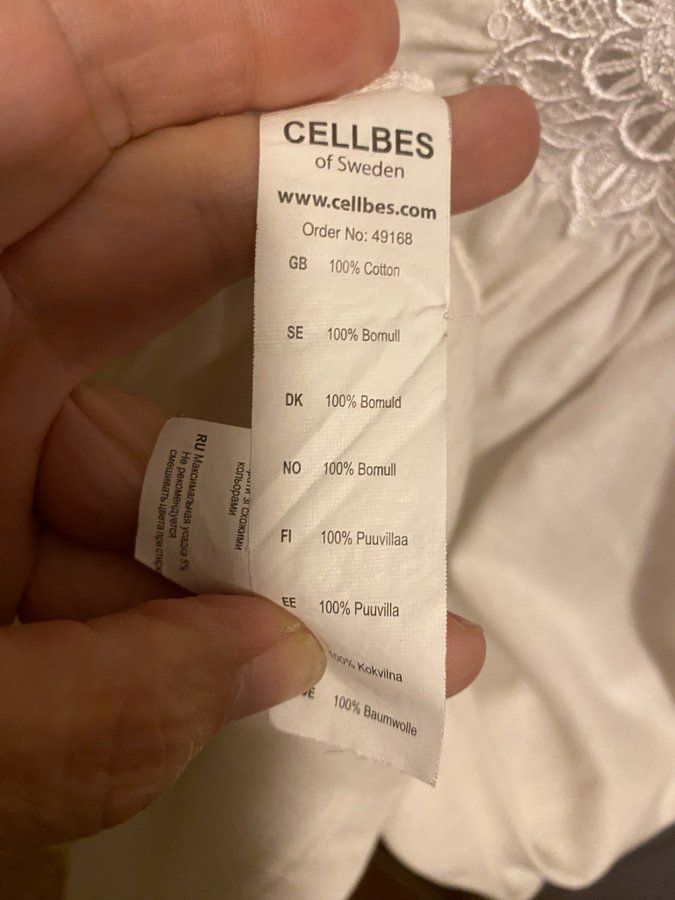 CELLBES
of Sweden
www.cellbes.com
Order No: 49168
GB 100% Cotton
SE 100% Bomull
DK 100% Bomuld
NO 100% Bomull
FI 100% Puuvillaa
EE 100% Puuvilla
100% Kokvilna
100% Baumwolle
RU Максимальная усадка 5%
Не рекомендуется
смешивать цвета при
схожими
кольорами